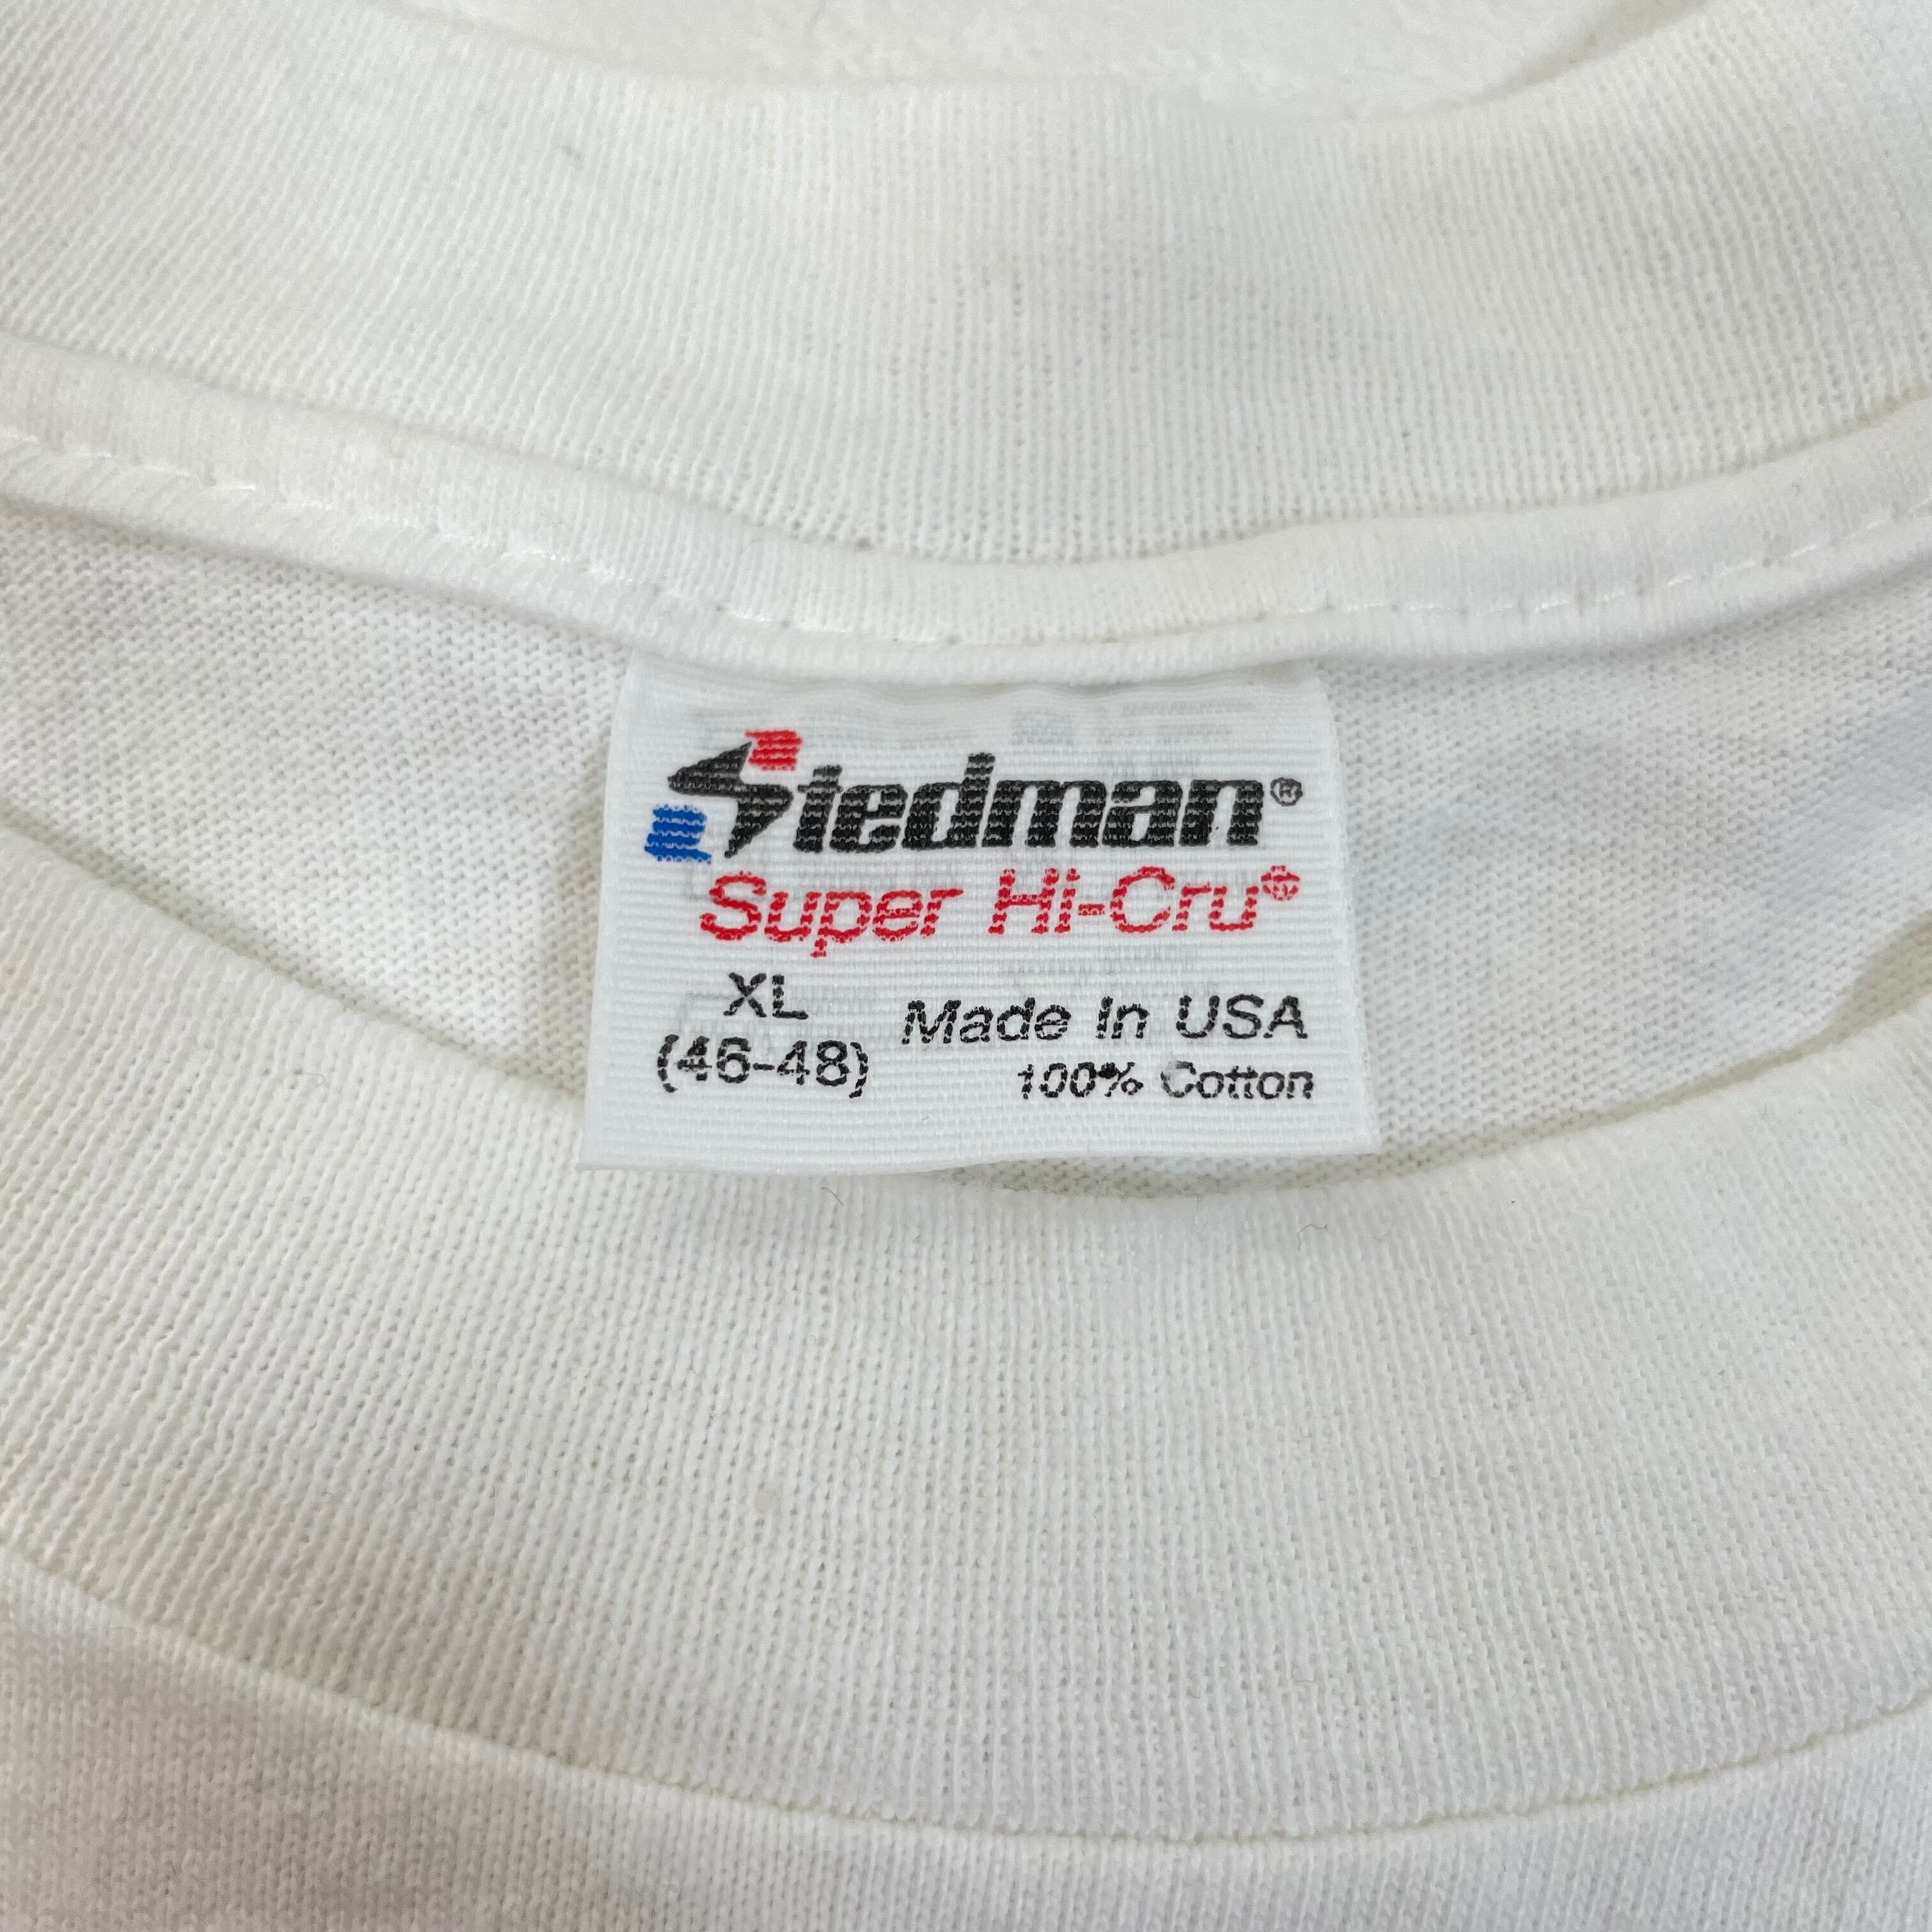 Stedman®
Super Hi-Cru®
XL
(46-48)
Made In USA
100% Cotton